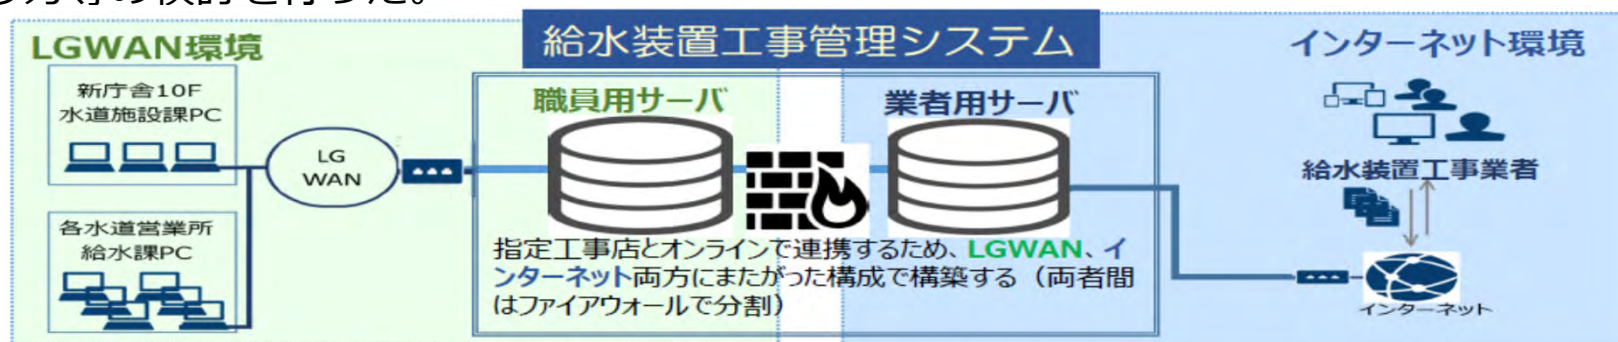 の検討を行った。
給水装置工事管理システム
LGWAN環境
新庁舎10F
水道施設課PC
各水道営業所
給水課PC
LG
WAN
職員用サーバ
業者用サーバ
指定工事店とオンラインで連携するため、LGWAN、イ
ンターネット両方にまたがった構成で構築する（両者間
はファイアウォールで分割）
インターネット環境
給水装置工事業者
インターネット